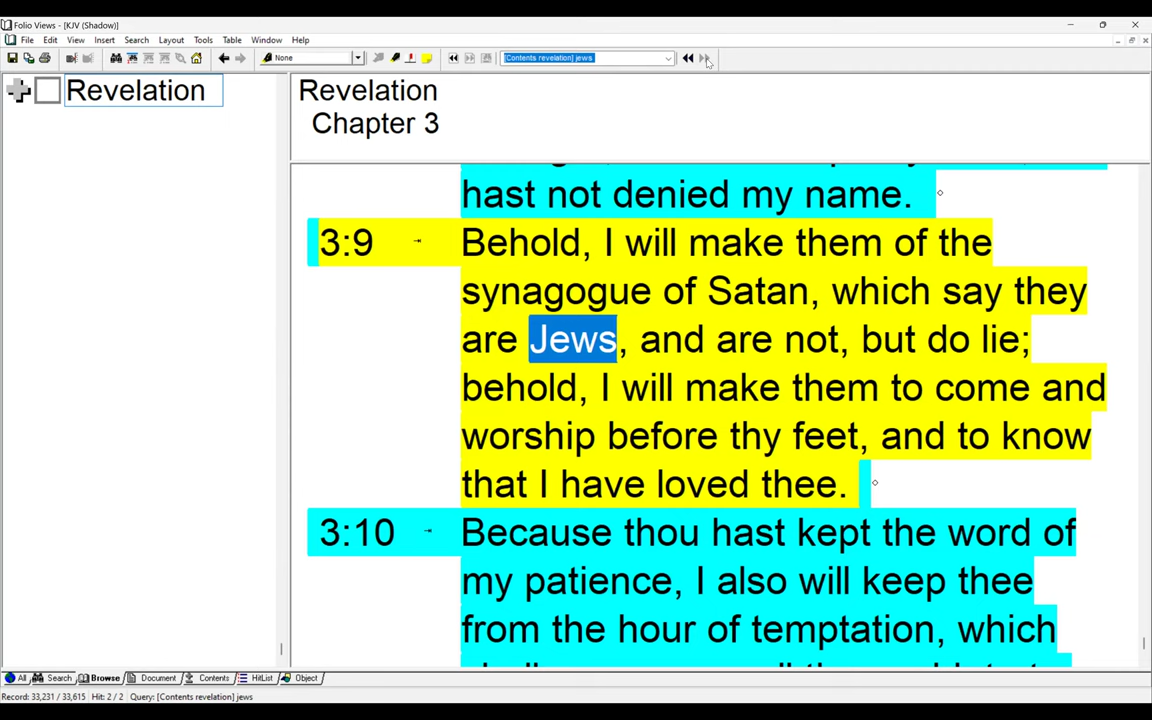 Folio Views - [KJV (Shadow)]
File Edit View Insert Search Layout Tools Table Window Help
None
[Contents revelation] jews
Revelation
Revelation
Chapter 3
hast not denied my name.
3:9 Behold, I will make them of the
synagogue of Satan, which say they
are Jews, and are not, but do lie;
behold, I will make them to come and
worship before thy feet, and to know
that I have loved thee.
3:10 Because thou hast kept the word of
my patience, I also will keep thee
from the hour of temptation, which
All Search Browse Document Contents HitList Object
Record: 33,231 / 33,615 Hit: 2 / 2 Query: [Contents revelation] jews